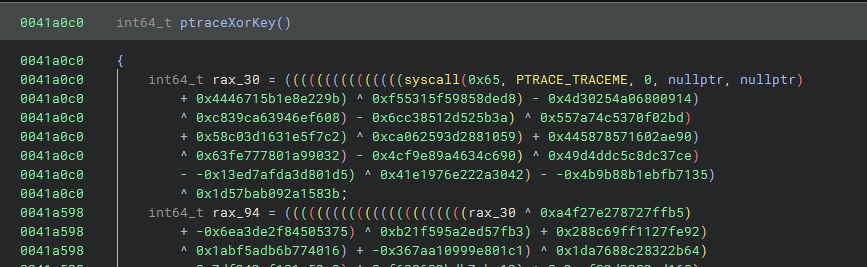 0041a0c0 int64_t ptraceXorKey()
0041a0c0 {
0041a0c0 int64_t rax_30 = ((((((((((((((((syscall(0x65, PTRACE_TRACEME, 0, nullptr, nullptr)
0041a0c0 + 0x4446715b1e8e229b) ^ 0xf55315f59858ded8) - 0x4d30254a06800914)
0041a0c0 ^ 0xc839ca63946ef608) - 0x6cc38512d525b3a) ^ 0x557a74c5370f02bd)
0041a0c0 + 0x58c03d1631e5f7c2) ^ 0xca062593d2881059) + 0x445878571602ae90)
0041a0c0 ^ 0x63fe777801a99032) - 0x4cf9e89a4634c690) ^ 0x49d4ddc5c8dc37ce)
0041a0c0 - -0x13ed7afda3d801d5) ^ 0x41e1976e222a3042) - -0x4b9b88b1ebfb7135)
0041a0c0 ^ 0x1d57bab092a1583b;
0041a598 int64_t rax_94 = ((((((((((((((((((((((rax_30 ^ 0xa4f27e278727ffb5)
0041a598 + -0x6ea3de2f84505375) ^ 0xb21f595a2ed57fb3) + 0x288c69ff1127fe92)
0041a598 ^ 0x1abf5adb6b774016) + -0x367aa10999e801c1) ^ 0x1da7688c28322b64)